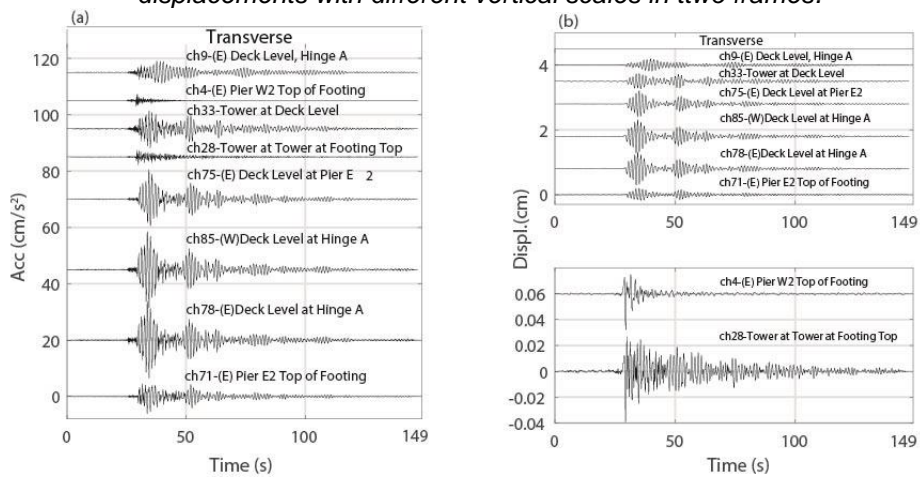 displacements with different vertical scales in ttwo frames.
(a)
Transverse
ch9-(E) Deck Level, Hinge A
ch4-(E) Pier W2 Top of Footing
ch33-Tower at Deck Level
ch28-Tower at Tower at Footing Top
ch75-(E) Deck Level at Pier E 2
ch85-(W)Deck Level at Hinge A
ch78-(E)Deck Level at Hinge A
ch71-(E) Pier E2 Top of Footing
120
100
80
60
40
20
0
Acc (cm/s²)
0 50 100 149
Time (s)
(b)
Transverse
ch9-(E) Deck Level, Hinge A
ch33-Tower at Deck Level
ch75-(E) Deck Level at Pier E2
ch85-(W)Deck Level at Hinge A
ch78-(E)Deck Level at Hinge A
ch71-(E) Pier E2 Top of Footing
4
2
0
0 50 100 149
Displ.(cm)
ch4-(E) Pier W2 Top of Footing
ch28-Tower at Tower at Footing Top
0.06
0.04
0.02
0
-0.02
-0.04
0 50 100 149
Time (s)